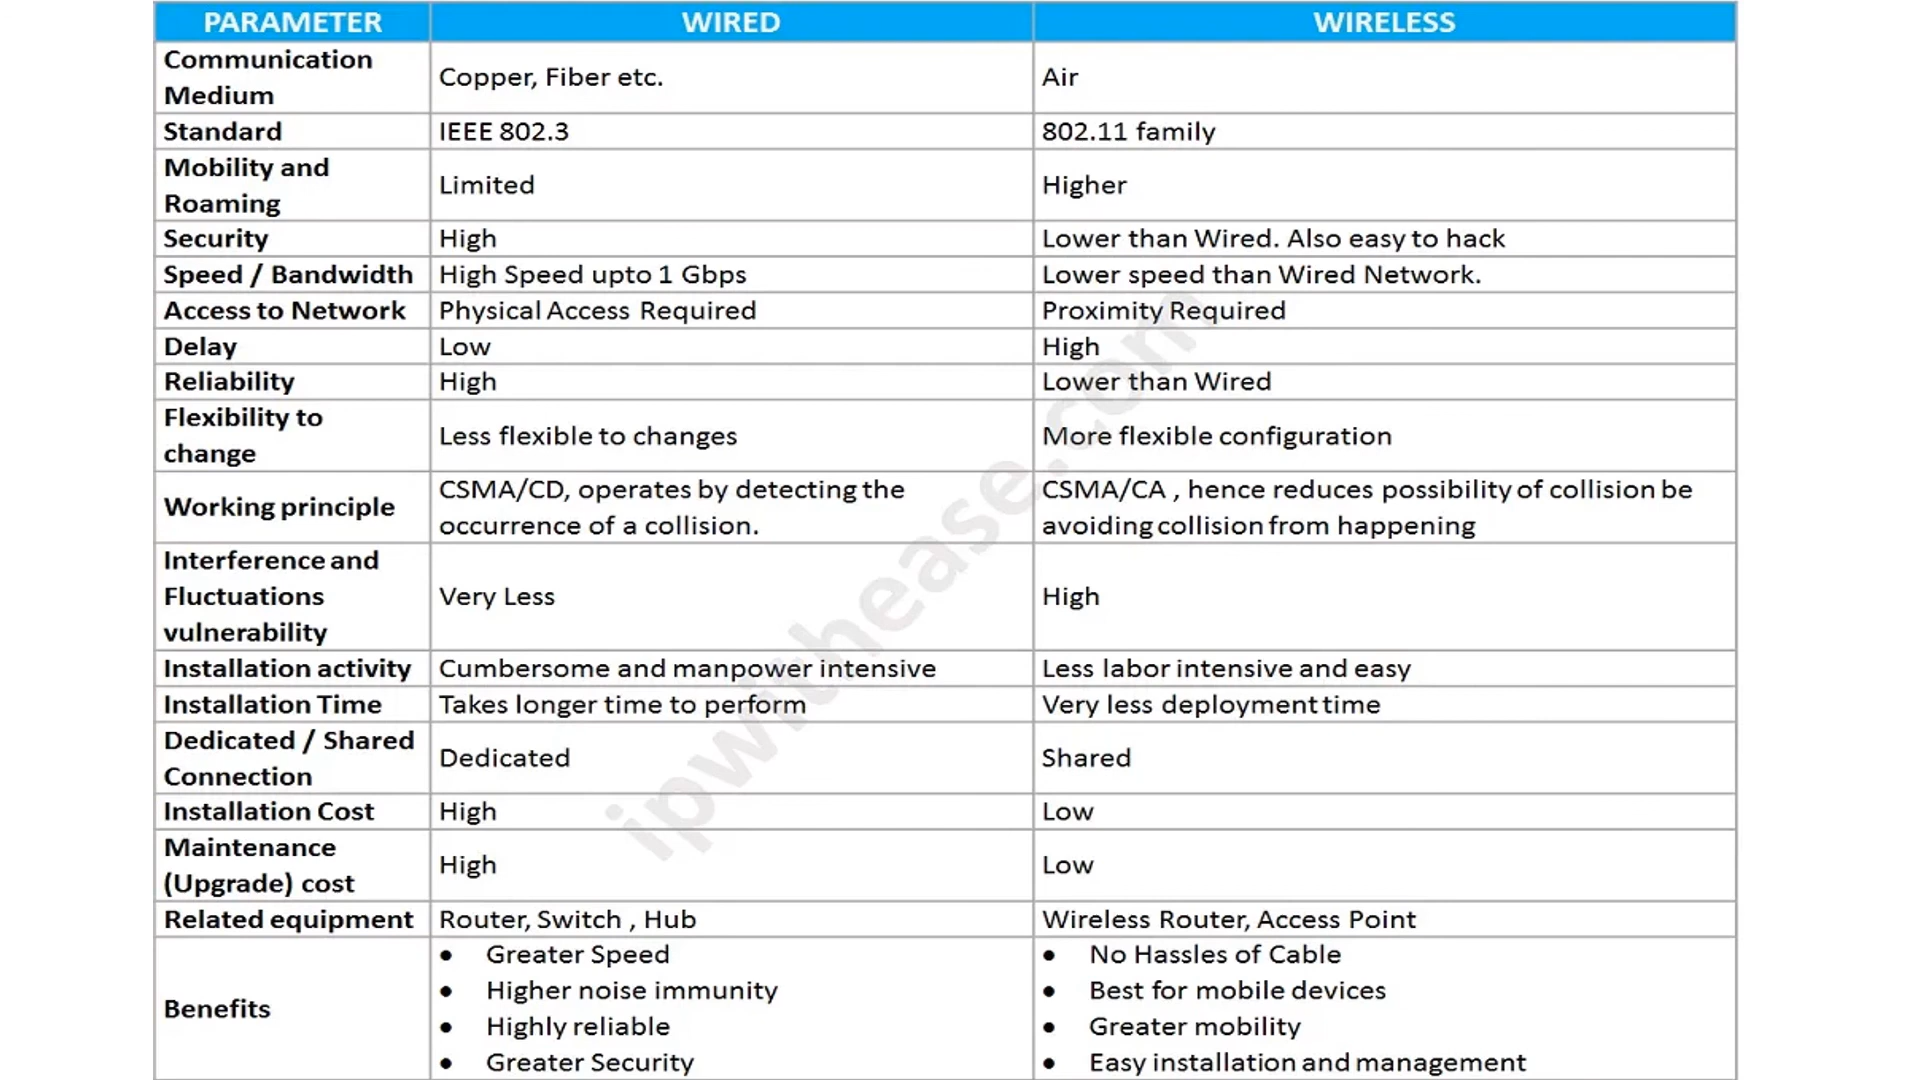 PARAMETER WIRED WIRELESS
Communication Medium Copper, Fiber etc. Air
Standard IEEE 802.3 802.11 family
Mobility and Roaming Limited Higher
Security High Lower than Wired. Also easy to hack
Speed / Bandwidth High Speed upto 1 Gbps Lower speed than Wired Network.
Access to Network Physical Access Required Proximity Required
Delay Low High
Reliability High Lower than Wired
Flexibility to change Less flexible to changes More flexible configuration
Working principle
CSMA/CD, operates by detecting the
occurrence of a collision.
CSMA/CA , hence reduces possibility of collision be
avoiding collision from happening
Interference and
Fluctuations
vulnerability
Very Less
High
Installation activity Cumbersome and manpower intensive Less labor intensive and easy
Installation Time Takes longer time to perform Very less deployment time
Dedicated / Shared
Connection
Dedicated
Shared
Installation Cost High Low
Maintenance
(Upgrade) cost
High
Low
Related equipment Router, Switch , Hub Wireless Router, Access Point
Benefits
• Greater Speed
• Higher noise immunity
• Highly reliable
• Greater Security
• No Hassles of Cable
• Best for mobile devices
• Greater mobility
• Easy installation and management
ipwithease.com